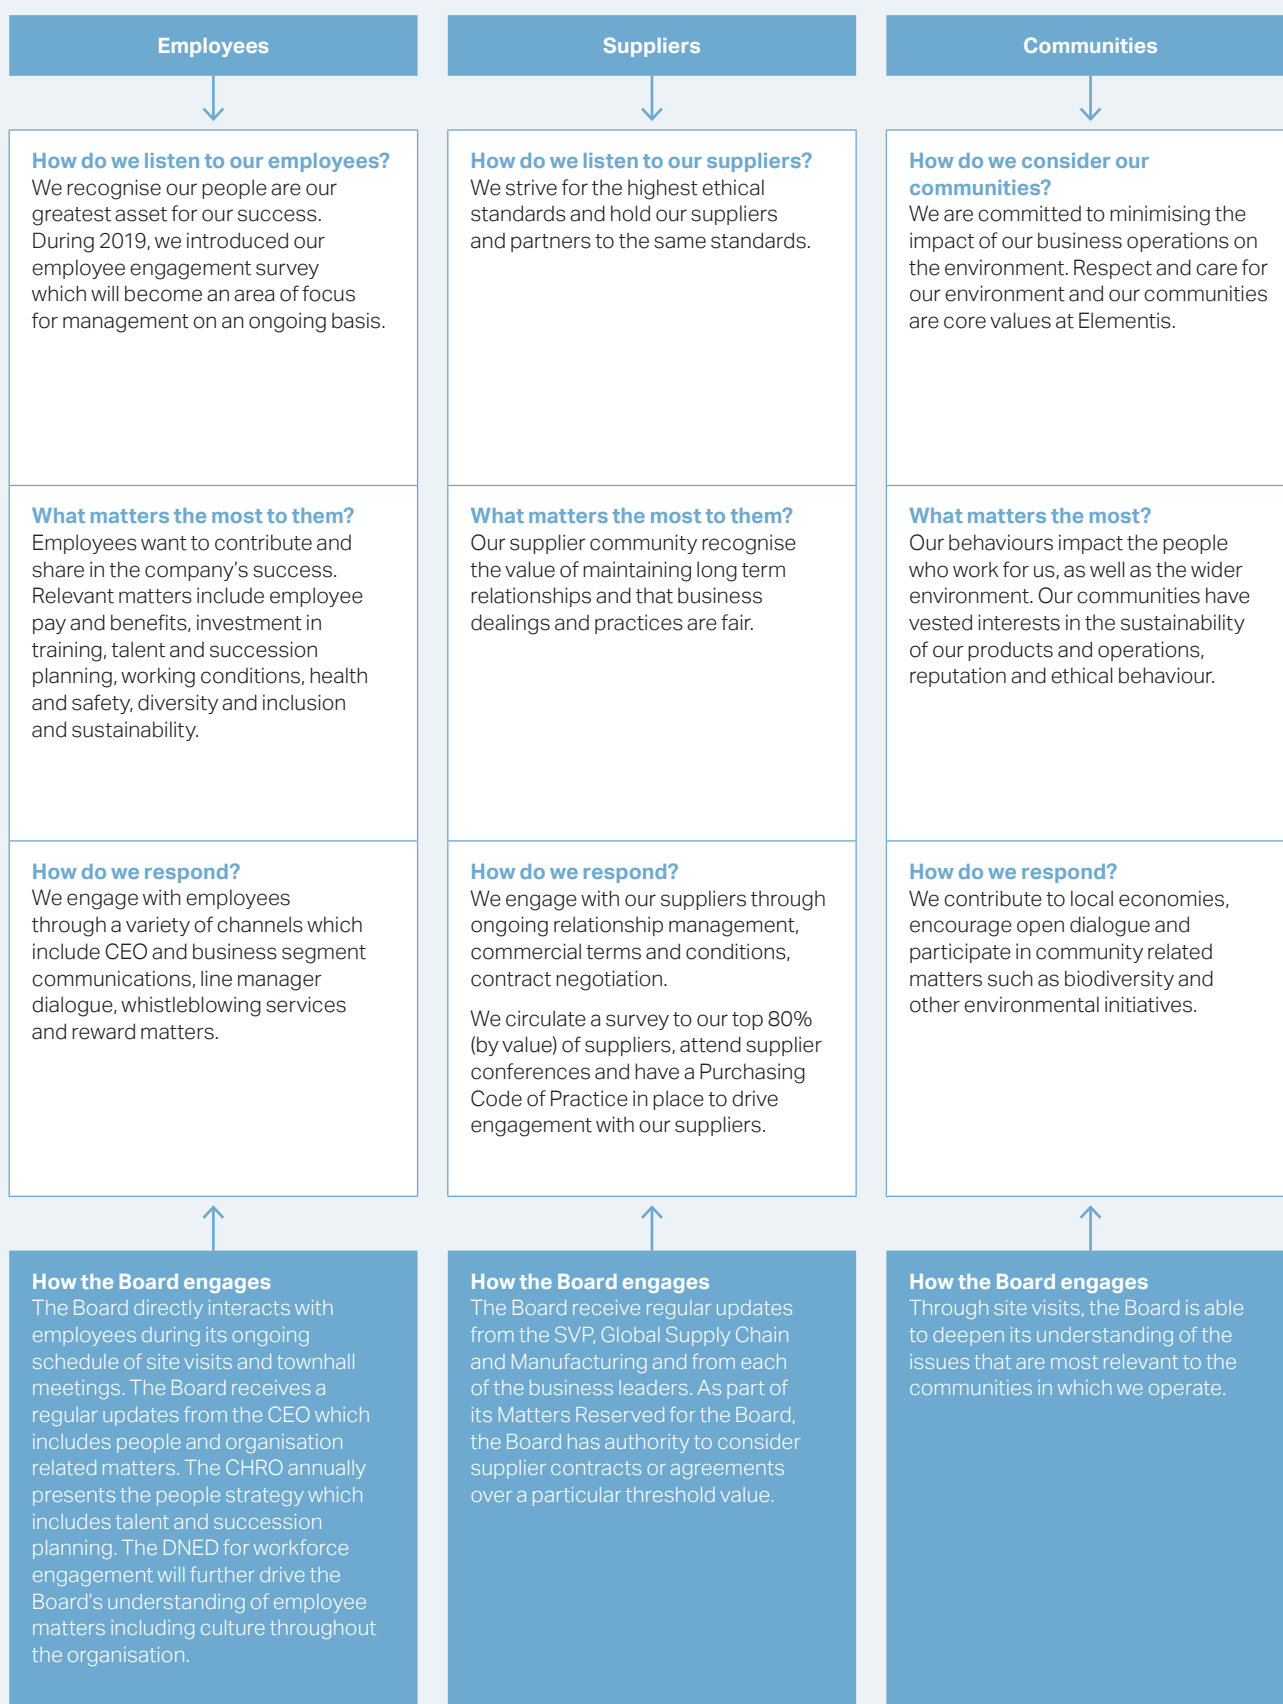 Employees
How do we listen to our employees?
We recognise our people are our
greatest asset for our success.
During 2019, we introduced our
employee engagement survey
which will become an area of focus
for management on an ongoing basis.
What matters the most to them?
Employees want to contribute and
share in the company’s success.
Relevant matters include employee
pay and benefits, investment in
training, talent and succession
planning, working conditions, health
and safety, diversity and inclusion
and sustainability.
How do we respond?
We engage with employees
through a variety of channels which
include CEO and business segment
communications, line manager
dialogue, whistleblowing services
and reward matters.
How the Board engages
The Board directly interacts with
employees during its ongoing
schedule of site visits and townhall
meetings. The Board receives a
regular updates from the CEO which
includes people and organisation
related matters. The CHRO annually
presents the people strategy which
includes talent and succession
planning. The DNED for workforce
engagement will further drive the
Board’s understanding of employee
matters including culture throughout
the organisation.
Suppliers
How do we listen to our suppliers?
We strive for the highest ethical
standards and hold our suppliers
and partners to the same standards.
What matters the most to them?
Our supplier community recognise
the value of maintaining long term
relationships and that business
dealings and practices are fair.
How do we respond?
We engage with our suppliers through
ongoing relationship management,
commercial terms and conditions,
contract negotiation.
We circulate a survey to our top 80%
(by value) of suppliers, attend supplier
conferences and have a Purchasing
Code of Practice in place to drive
engagement with our suppliers.
How the Board engages
The Board receive regular updates
from the SVP, Global Supply Chain
and Manufacturing and from each
of the business leaders. As part of
its Matters Reserved for the Board,
the Board has authority to consider
supplier contracts or agreements
over a particular threshold value.
Communities
How do we consider our
communities?
We are committed to minimising the
impact of our business operations on
the environment. Respect and care for
our environment and our communities
are core values at Elementis.
What matters the most?
Our behaviours impact the people
who work for us, as well as the wider
environment. Our communities have
vested interests in the sustainability
of our products and operations,
reputation and ethical behaviour.
How do we respond?
We contribute to local economies,
encourage open dialogue and
participate in community related
matters such as biodiversity and
other environmental initiatives.
How the Board engages
Through site visits, the Board is able
to deepen its understanding of the
issues that are most relevant to the
communities in which we operate.